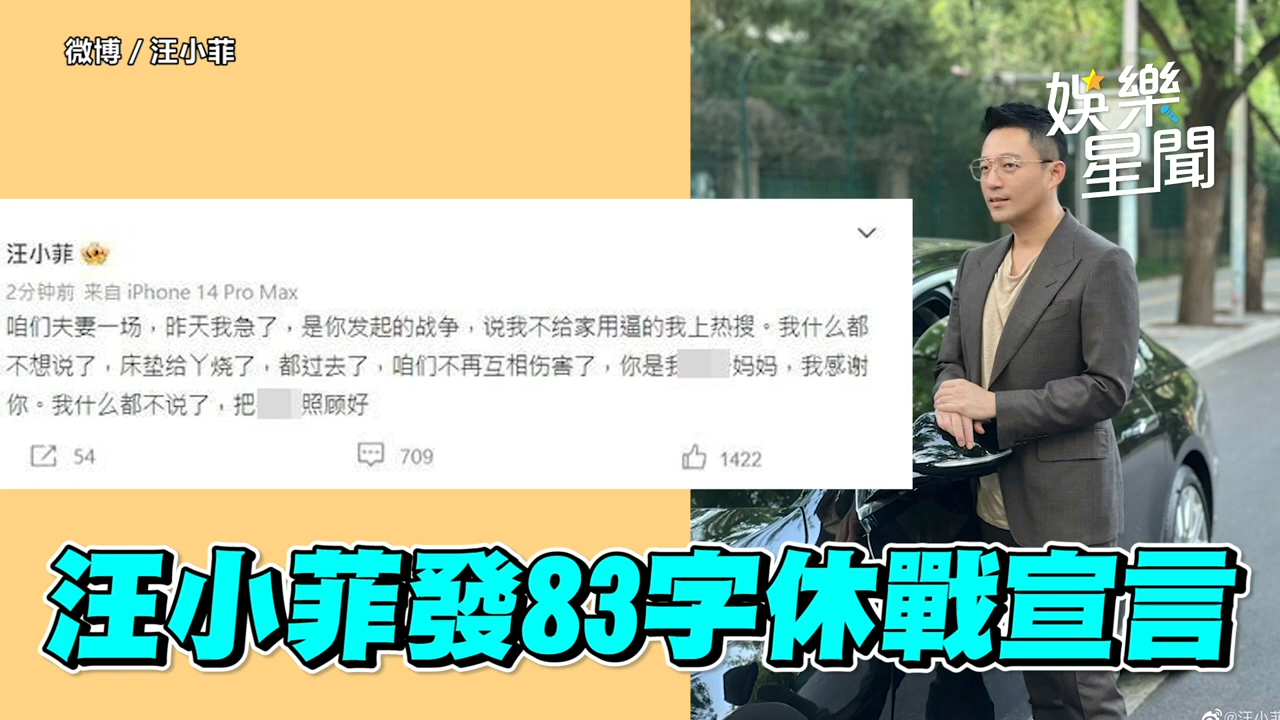 微博 / 汪小菲
娛樂
星聞
汪小菲
2分钟前 来自 iPhone 14 Pro Max
咱们夫妻一场，昨天我急了，是你发起的战争，说我不给家用逼的我上热搜。我什么都
不想说了，床垫给丫烧了，都过去了，咱们不再互相伤害了，你是我 妈妈，我感谢
你。我什么都不说了，把 照顾好
54
709
1422
汪小菲發83字休戰宣言
@汪小菲